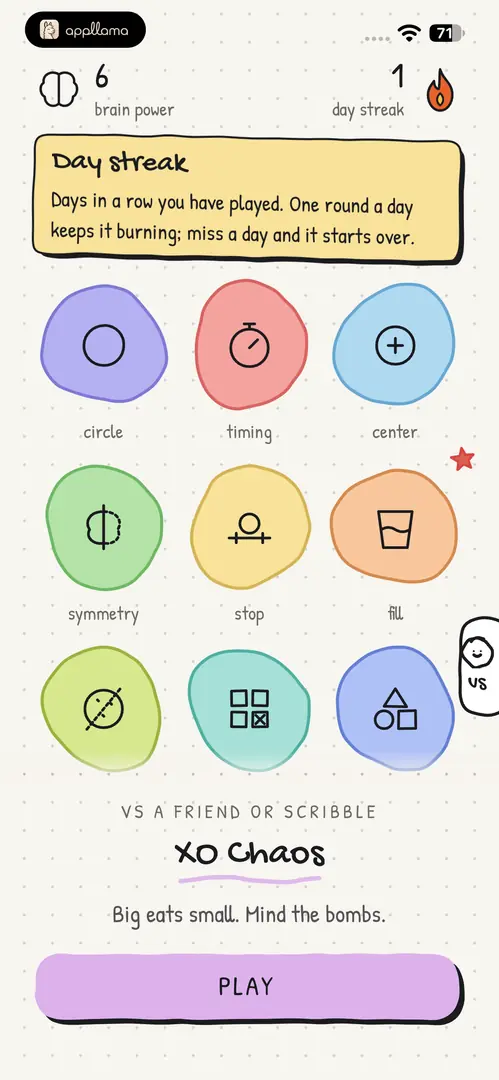 appllama
71
6
brain power
1
day streak
Day streak
Days in a row you have played. One round a day
keeps it burning; miss a day and it starts over.
circle
timing
center
symmetry
stop
fill
VS
VS A FRIEND OR SCRIBBLE
XO Chaos
Big eats small. Mind the bombs.
PLAY